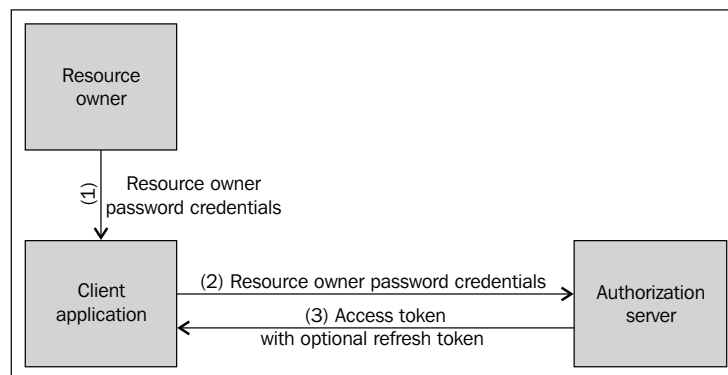 Resource
owner
(1)
Resource owner
password credentials
Client
application
(2) Resource owner password credentials
(3) Access token
with optional refresh token
Authorization
server